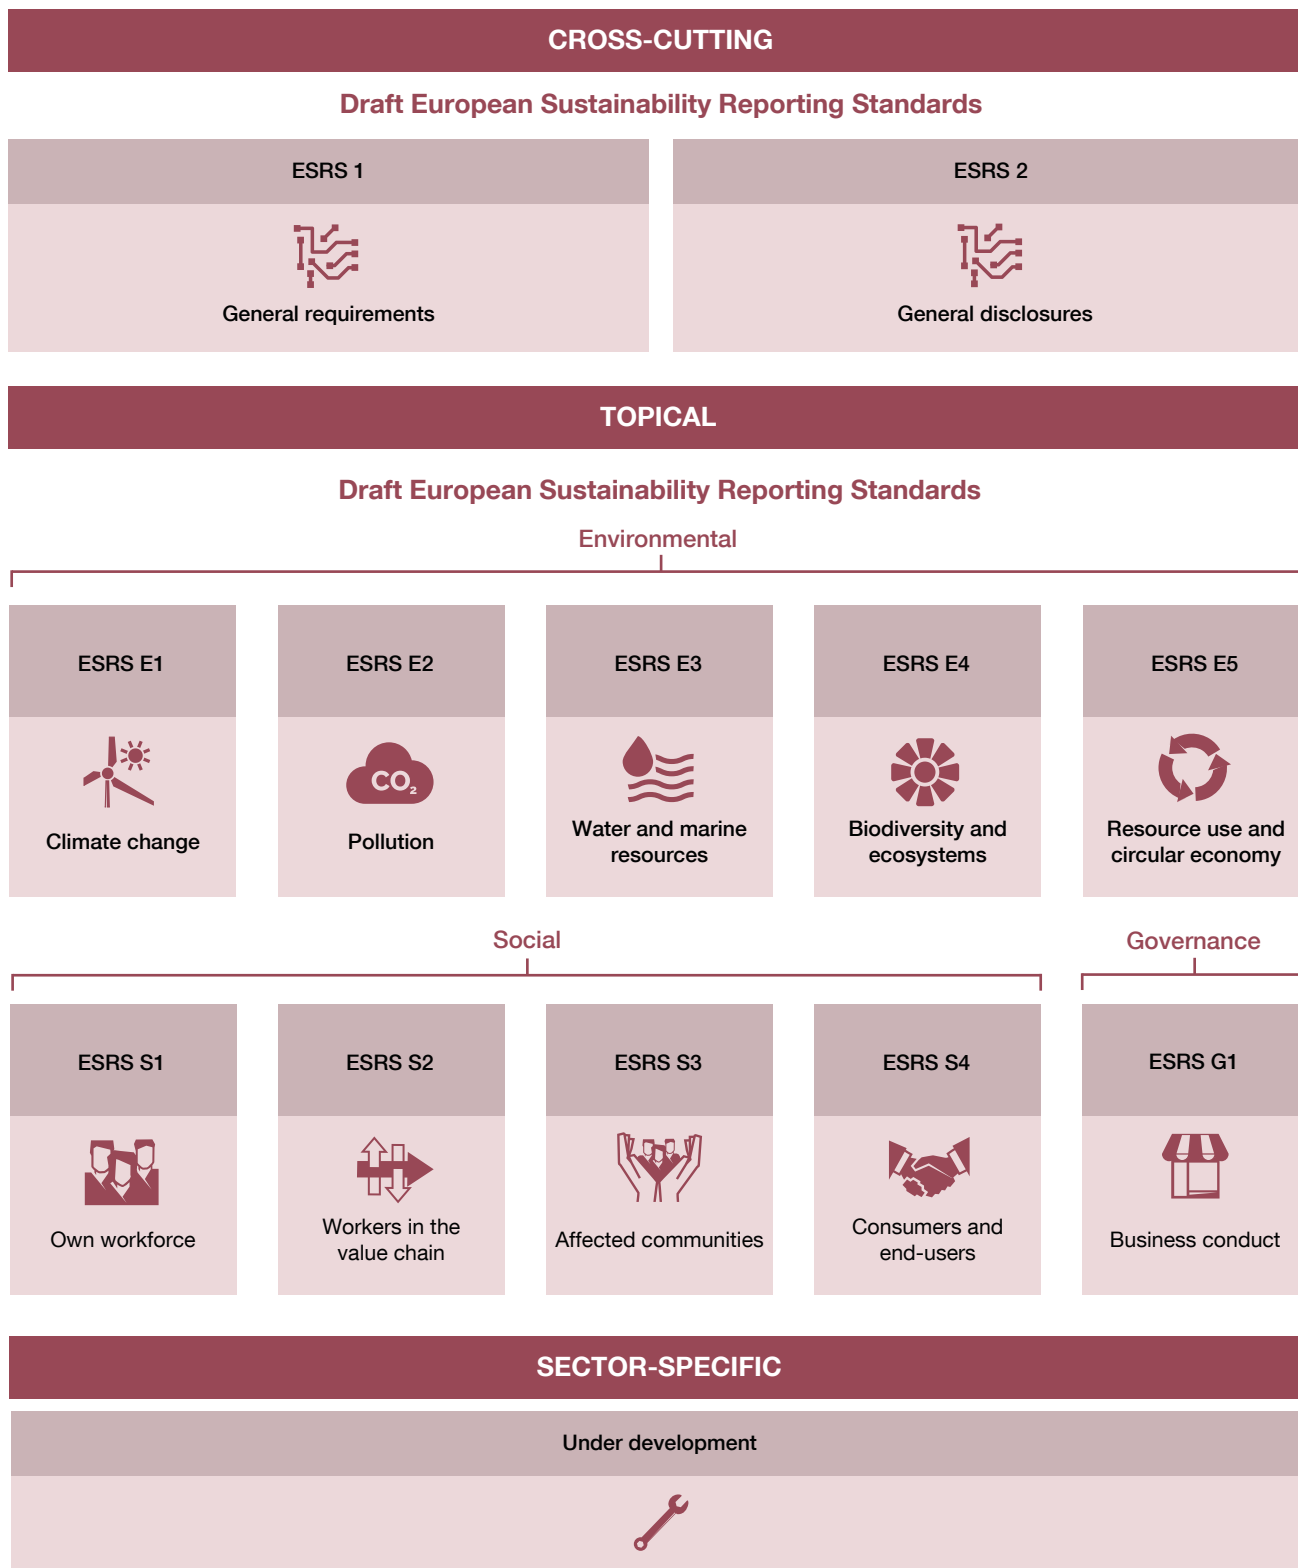 CROSS-CUTTING
Draft European Sustainability Reporting Standards
ESRS 1
ESRS 2
General requirements
General disclosures
TOPICAL
Draft European Sustainability Reporting Standards
Environmental
ESRS E1
ESRS E2
ESRS E3
ESRS E4
ESRS E5
CO₂
Climate change
Pollution
Water and marine
resources
Biodiversity and
ecosystems
Resource use and
circular economy
Social
Governance
ESRS S1
ESRS S2
ESRS S3
ESRS S4
ESRS G1
Own workforce
Workers in the
value chain
Affected communities
Consumers and
end-users
Business conduct
SECTOR-SPECIFIC
Under development